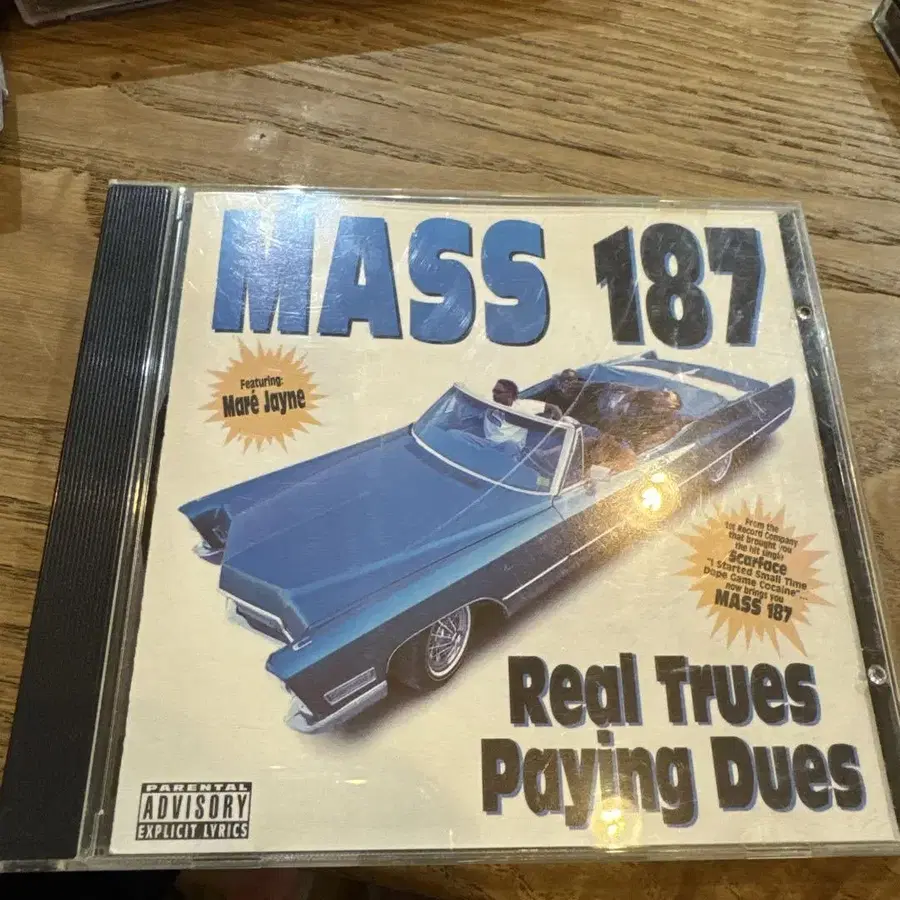 MASS 187
Featuring:
Maré Jayne
From the
1st Record Company
that brought you
the hit single
Scarface
"I Started Small Time
Dope Game Cocaine"...
now brings you
MASS 187
Real Trues
Paying Dues
PARENTAL
ADVISORY
EXPLICIT LYRICS